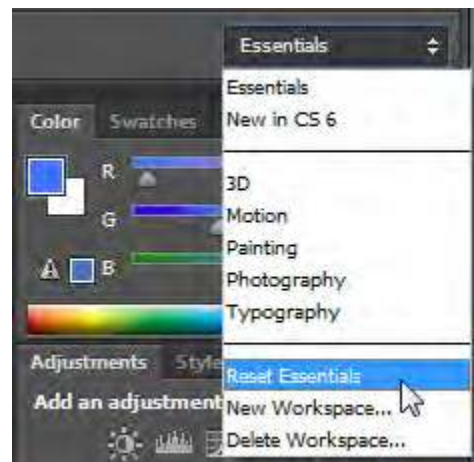 Essentials
Essentials
New in CS 6
Color Swatches
R
3D
Motion
G
Painting
B
Photography
Typography
Adjustments
Reset Essentials
Add an adjustment
New Workspace...
Delete Workspace...